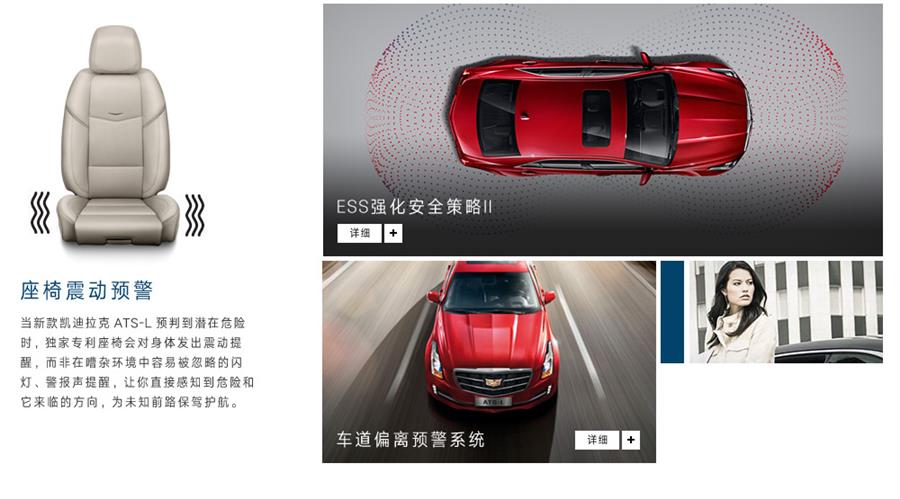 座椅震动预警
当新款凯迪拉克 ATS-L 预判到潜在危险
时，独家专利座椅会对身体发出震动提
醒，而非在嘈杂环境中容易被忽略的闪
灯、警报声提醒，让你直接感知到危险和
它来临的方向，为未知前路保驾护航。
ESS强化安全策略II
详细 +
ATS-L
车道偏离预警系统
详细 +